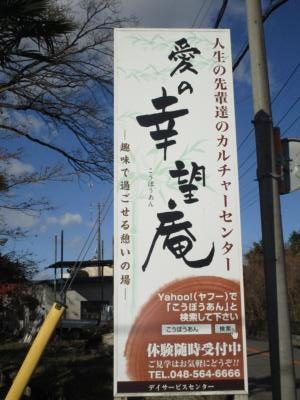 人生の先輩達のカルチャーセンター
愛の
幸望庵
こうぼうあん
―趣味で過ごせる憩いの場―
Yahoo!(ヤフー)で
「こうぼうあん」と
検索して下さい
こうぼうあん 検索
体験随時受付中
ご見学はお気軽にどうぞ!!
TEL.048-564-6666
デイサービスセンター